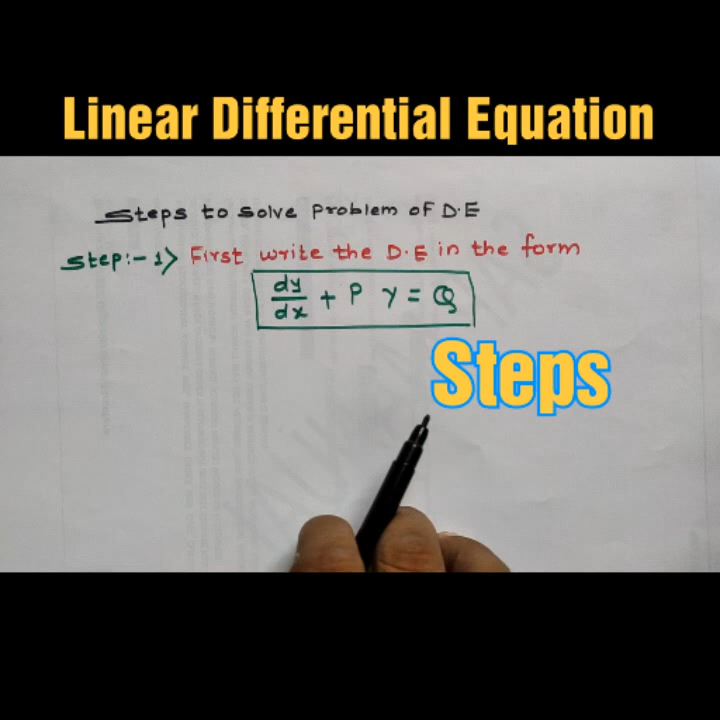 Linear Differential Equation
Steps to solve Problem of D.E
Step:-1> First write the D.E in the form
dy/dx + P y = Q
Steps